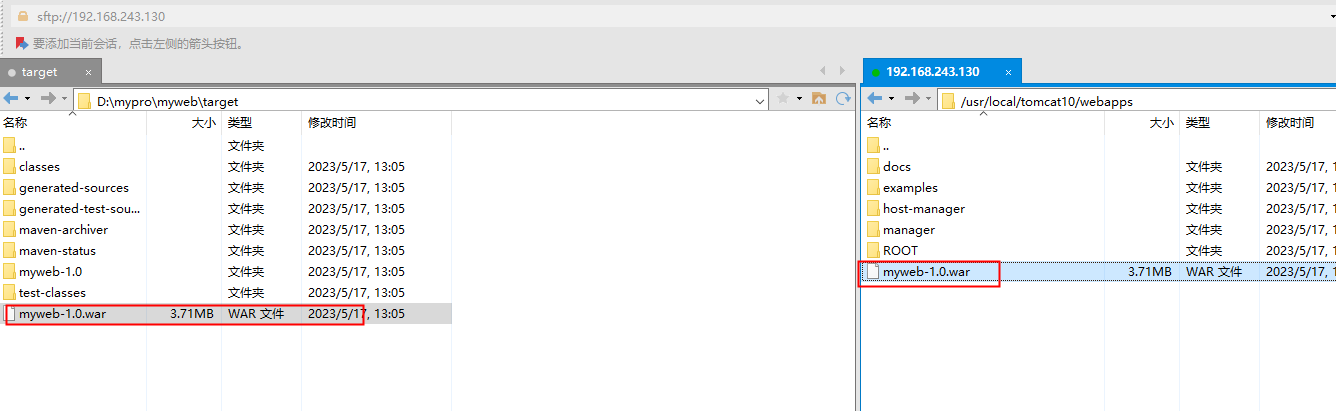 sftp://192.168.243.130
要添加当前会话，点击左侧的箭头按钮。
target ×
D:\mypro\myweb\target
名称 大小 类型 修改时间
.. 文件夹
classes 文件夹 2023/5/17, 13:05
generated-sources 文件夹 2023/5/17, 13:05
generated-test-sou... 文件夹 2023/5/17, 13:05
maven-archiver 文件夹 2023/5/17, 13:05
maven-status 文件夹 2023/5/17, 13:05
myweb-1.0 文件夹 2023/5/17, 13:05
test-classes 文件夹 2023/5/17, 13:05
myweb-1.0.war 3.71MB WAR 文件 2023/5/17, 13:05
192.168.243.130 ×
/usr/local/tomcat10/webapps
名称 大小 类型 修改时间
..
docs 文件夹 2023/5/17, 1
examples 文件夹 2023/5/17, 1
host-manager 文件夹 2023/5/17, 1
manager 文件夹 2023/5/17, 1
ROOT 文件夹 2023/5/17, 1
myweb-1.0.war 3.71MB WAR 文件 2023/5/17, 1